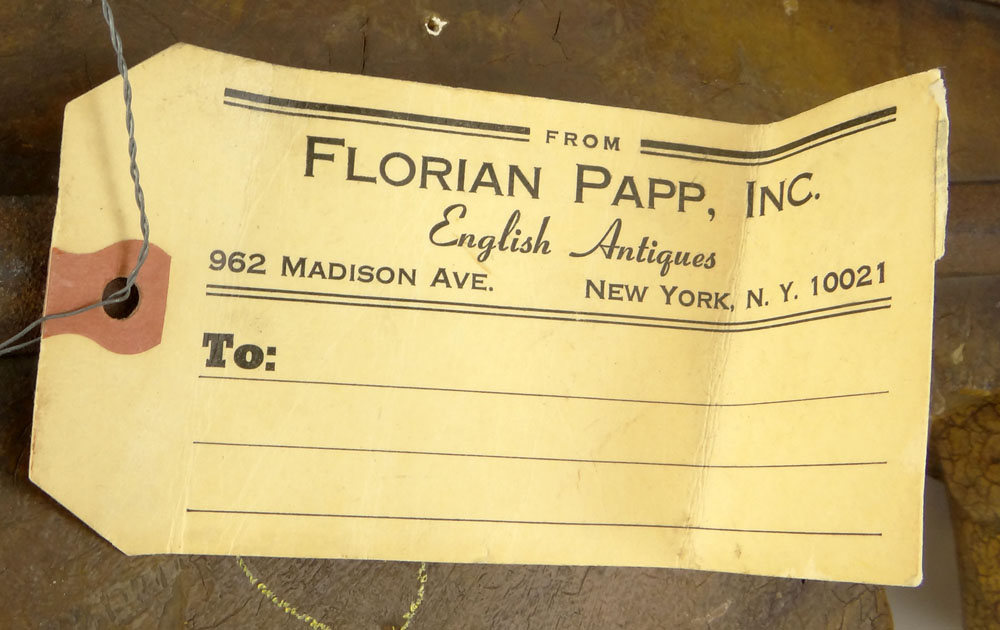 FROM
FLORIAN PAPP, INC.
English Antiques
962 MADISON AVE. NEW YORK, N. Y. 10021
To: